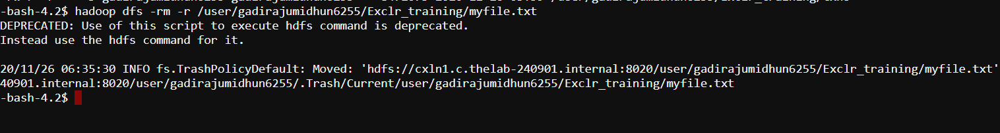 -bash-4.2$ hadoop dfs -rm -r /user/gadirajumidhun6255/Exclr_training/myfile.txt
DEPRECATED: Use of this script to execute hdfs command is deprecated.
Instead use the hdfs command for it.
20/11/26 06:35:30 INFO fs.TrashPolicyDefault: Moved: 'hdfs://cxln1.c.thelab-240901.internal:8020/user/gadirajumidhun6255/Exclr_training/myfile.txt'
40901.internal:8020/user/gadirajumidhun6255/.Trash/Current/user/gadirajumidhun6255/Exclr_training/myfile.txt
-bash-4.2$